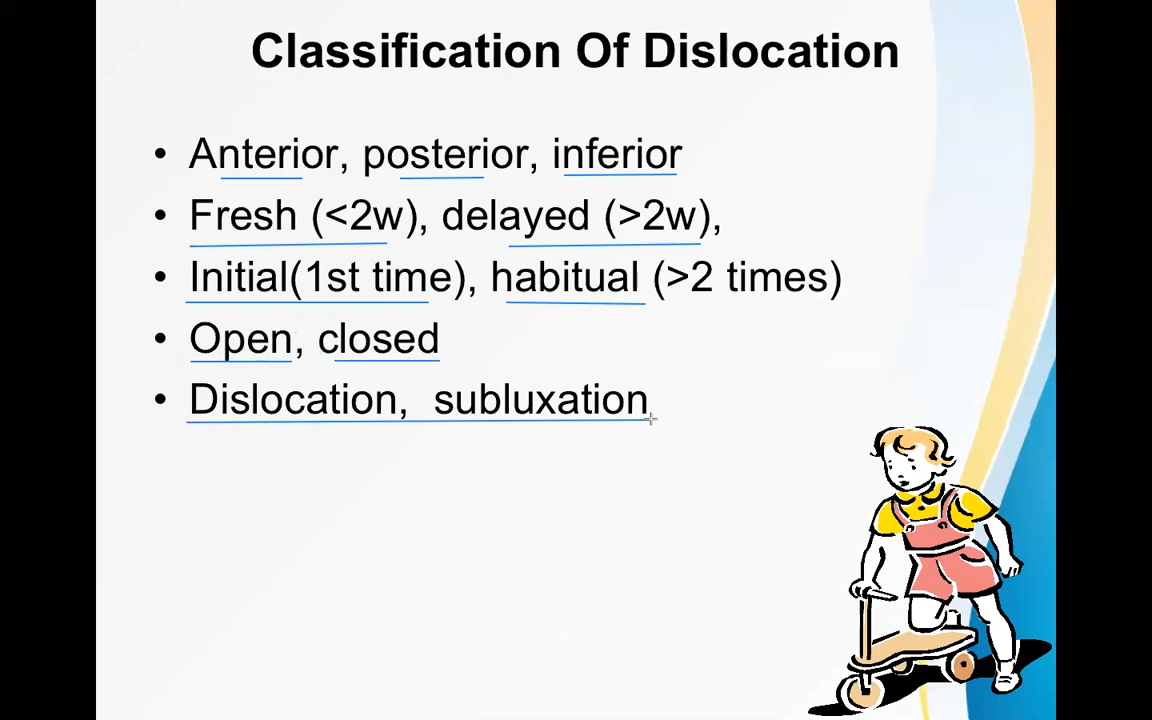 Classification Of Dislocation
• Anterior, posterior, inferior
• Fresh (<2w), delayed (>2w),
• Initial(1st time), habitual (>2 times)
• Open, closed
• Dislocation,  subluxation